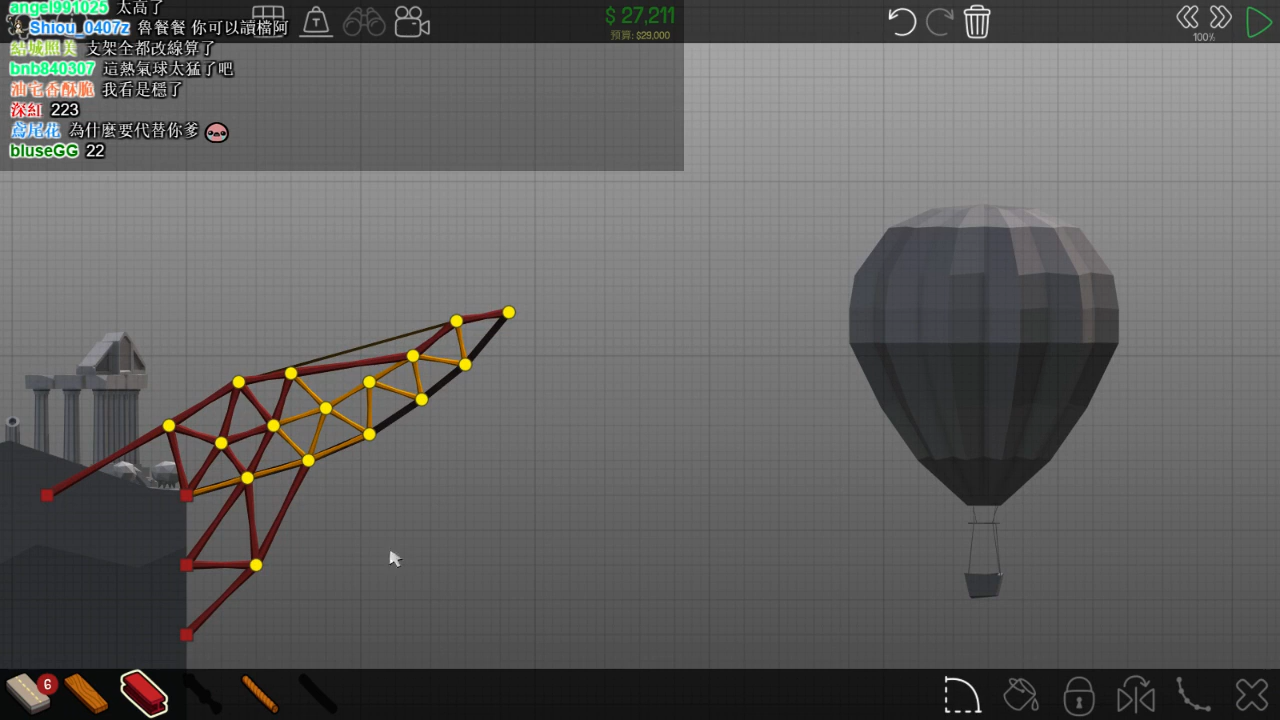 angel991025 太高了
Shiou_0407z 魯餐餐 你可以讀檔阿
結城照美 支架全都改線算了
bnb840307 這熱氣球太猛了吧
油宅香酥脆 我看是穩了
深紅 223
鳶尾花 為什麼要代替你爹
bluseGG 22
$ 27,211
預算: $29,000
100%
6